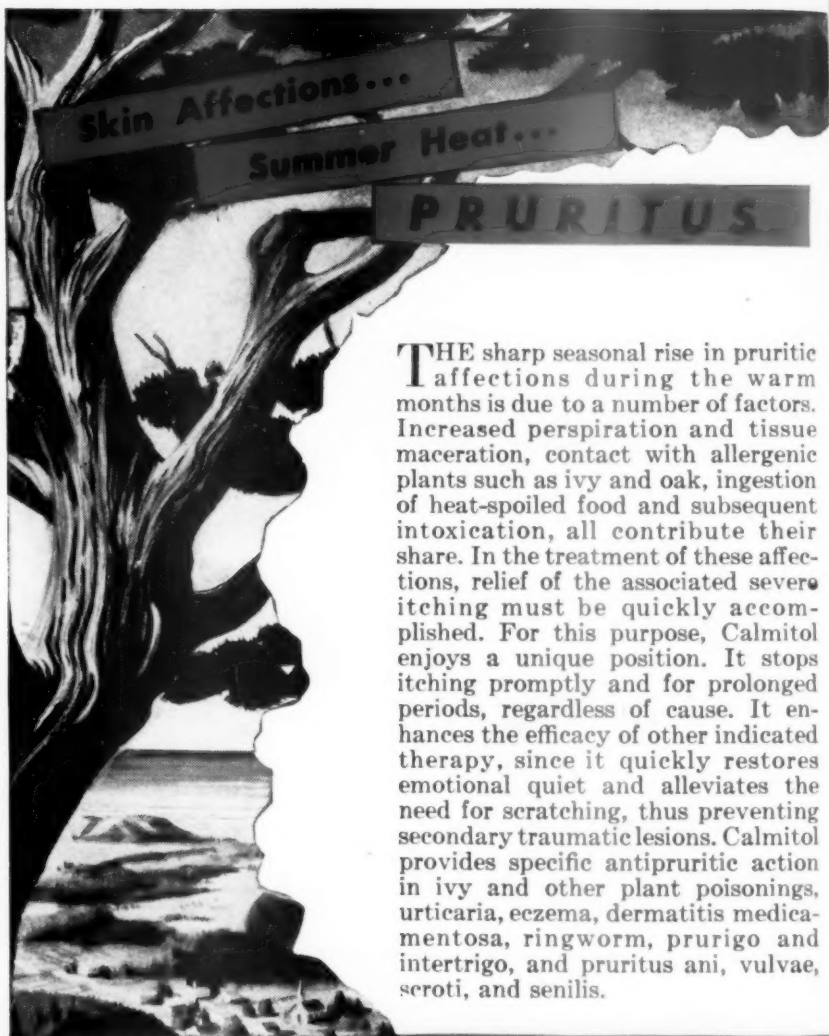 Skin Affections...
Summer Heat...
PRURITUS
THE sharp seasonal rise in pruritic
affections during the warm
months is due to a number of factors.
Increased perspiration and tissue
maceration, contact with allergenic
plants such as ivy and oak, ingestion
of heat-spoiled food and subsequent
intoxication, all contribute their
share. In the treatment of these affec-
tions, relief of the associated severe
itching must be quickly accom-
plished. For this purpose, Calmitol
enjoys a unique position. It stops
itching promptly and for prolonged
periods, regardless of cause. It en-
hances the efficacy of other indicated
therapy, since it quickly restores
emotional quiet and alleviates the
need for scratching, thus preventing
secondary traumatic lesions. Calmitol
provides specific antipruritic action
in ivy and other plant poisonings,
urticaria, eczema, dermatitis medica-
mentosa, ringworm, prurigo and
intertrigo, and pruritus ani, vulvae,
scroti, and senilis.